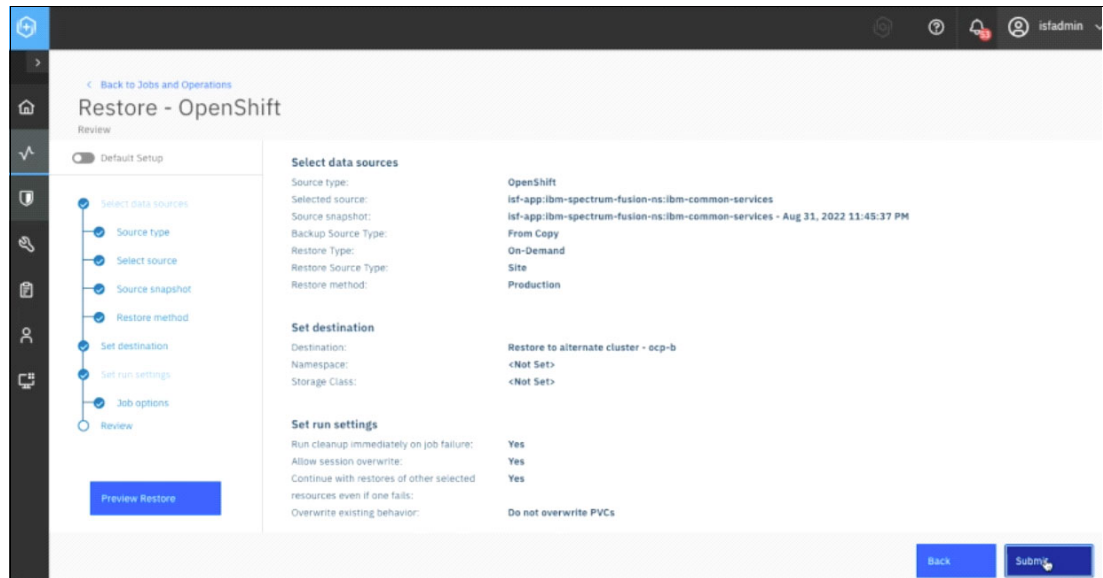 53
isfadmin
Back to Jobs and Operations
Restore - OpenShift
Review
Default Setup
Select data sources
Source type
Select source
Source snapshot
Restore method
Set destination
Set run settings
Job options
Review
Preview Restore
Select data sources
Source type: OpenShift
Selected source: isf-app:ibm-spectrum-fusion-ns:ibm-common-services
Source snapshot: isf-app:ibm-spectrum-fusion-ns:ibm-common-services - Aug 31, 2022 11:45:37 PM
Backup Source Type: From Copy
Restore Type: On-Demand
Restore Source Type: Site
Restore method: Production
Set destination
Destination: Restore to alternate cluster - ocp-b
Namespace: <Not Set>
Storage Class: <Not Set>
Set run settings
Run cleanup immediately on job failure: Yes
Allow session overwrite: Yes
Continue with restores of other selected Yes
resources even if one fails:
Overwrite existing behavior: Do not overwrite PVCs
Back
Submit